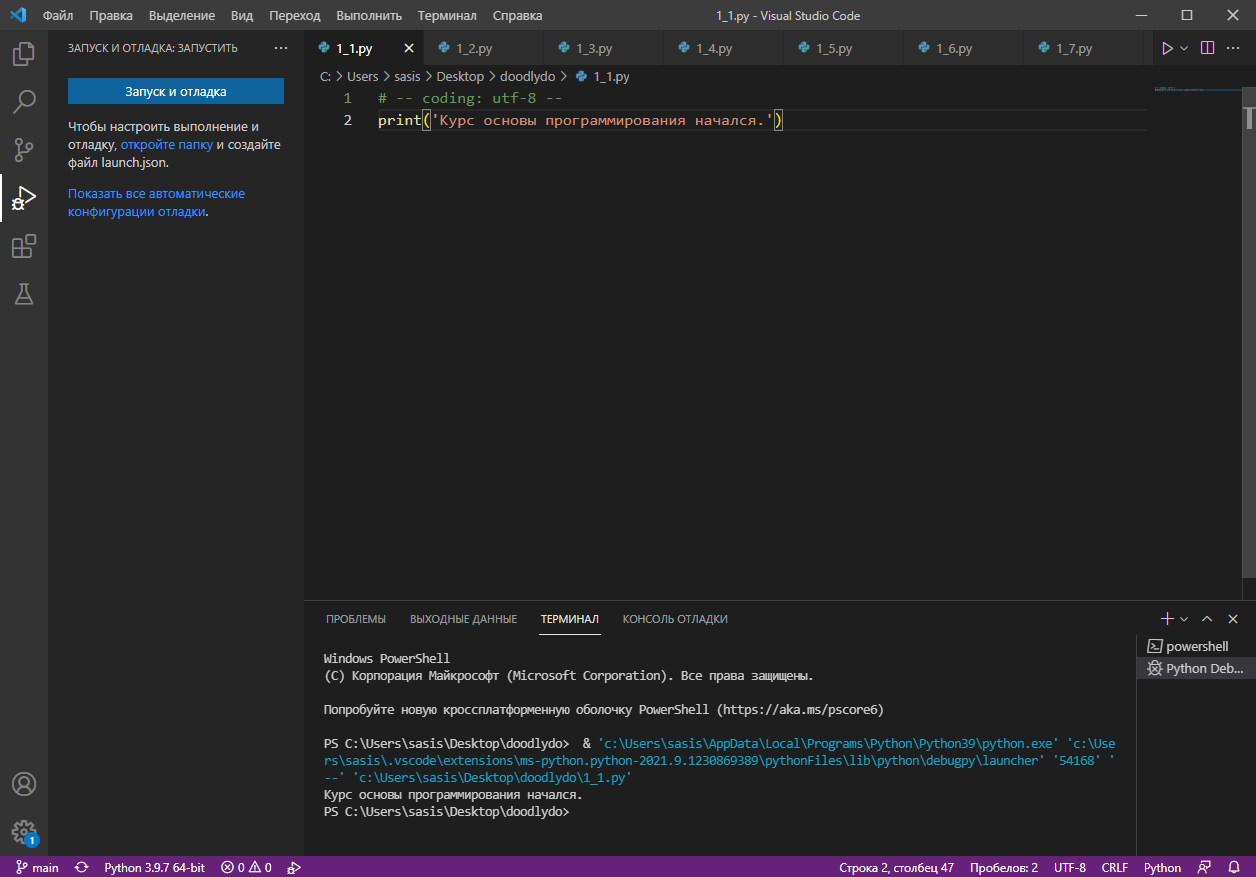 Файл Правка Выделение Вид Переход Выполнить Терминал Справка 1_1.py - Visual Studio Code
ЗАПУСК И ОТЛАДКА: ЗАПУСТИТЬ ···
1_1.py 1_2.py 1_3.py 1_4.py 1_5.py 1_6.py 1_7.py
C: > Users > sasis > Desktop > doodlydo > 1_1.py
Запуск и отладка
Чтобы настроить выполнение и
отладку, откройте папку и создайте
файл launch.json.
Показать все автоматические
конфигурации отладки.
1 # -- coding: utf-8 --
2 print('Курс основы программирования начался.')
ПРОБЛЕМЫ ВЫХОДНЫЕ ДАННЫЕ ТЕРМИНАЛ КОНСОЛЬ ОТЛАДКИ
powershell
Python Deb...
Windows PowerShell
(C) Корпорация Майкрософт (Microsoft Corporation). Все права защищены.
Попробуйте новую кроссплатформенную оболочку PowerShell (https://aka.ms/pscore6)
PS C:\Users\sasis\Desktop\doodlydo>  & 'c:\Users\sasis\AppData\Local\Programs\Python\Python39\python.exe' 'c:\Use
rs\sasis\.vscode\extensions\ms-python.python-2021.9.1230869389\pythonFiles\lib\python\debugpy\launcher' '54168' '
--' 'c:\Users\sasis\Desktop\doodlydo\1_1.py'
Курс основы программирования начался.
PS C:\Users\sasis\Desktop\doodlydo>
1
main Python 3.9.7 64-bit 0 0 Строка 2, столбец 47 Пробелов: 2 UTF-8 CRLF Python